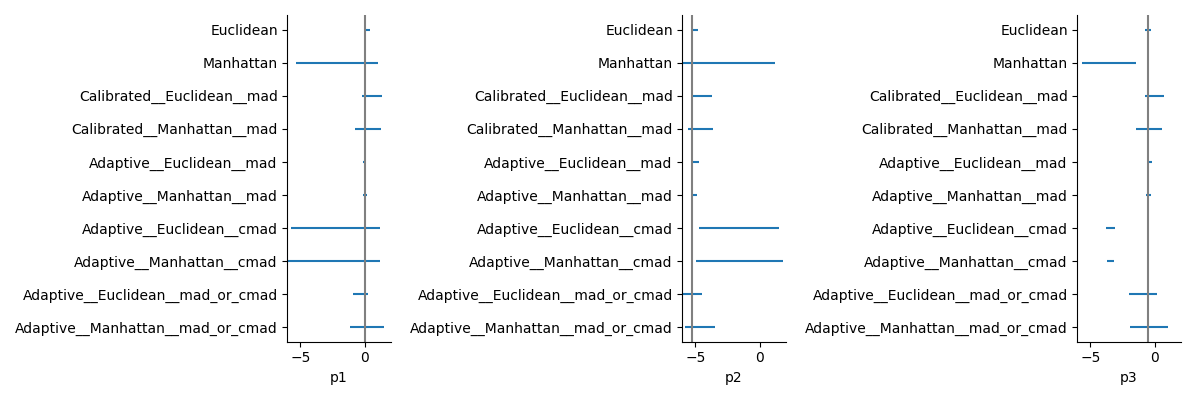 Euclidean
Manhattan
Calibrated__Euclidean__mad
Calibrated__Manhattan__mad
Adaptive__Euclidean__mad
Adaptive__Manhattan__mad
Adaptive__Euclidean__cmad
Adaptive__Manhattan__cmad
Adaptive__Euclidean__mad_or_cmad
Adaptive__Manhattan__mad_or_cmad
−5 0
p1
Euclidean
Manhattan
Calibrated__Euclidean__mad
Calibrated__Manhattan__mad
Adaptive__Euclidean__mad
Adaptive__Manhattan__mad
Adaptive__Euclidean__cmad
Adaptive__Manhattan__cmad
Adaptive__Euclidean__mad_or_cmad
Adaptive__Manhattan__mad_or_cmad
−5 0
p2
Euclidean
Manhattan
Calibrated__Euclidean__mad
Calibrated__Manhattan__mad
Adaptive__Euclidean__mad
Adaptive__Manhattan__mad
Adaptive__Euclidean__cmad
Adaptive__Manhattan__cmad
Adaptive__Euclidean__mad_or_cmad
Adaptive__Manhattan__mad_or_cmad
−5 0
p3